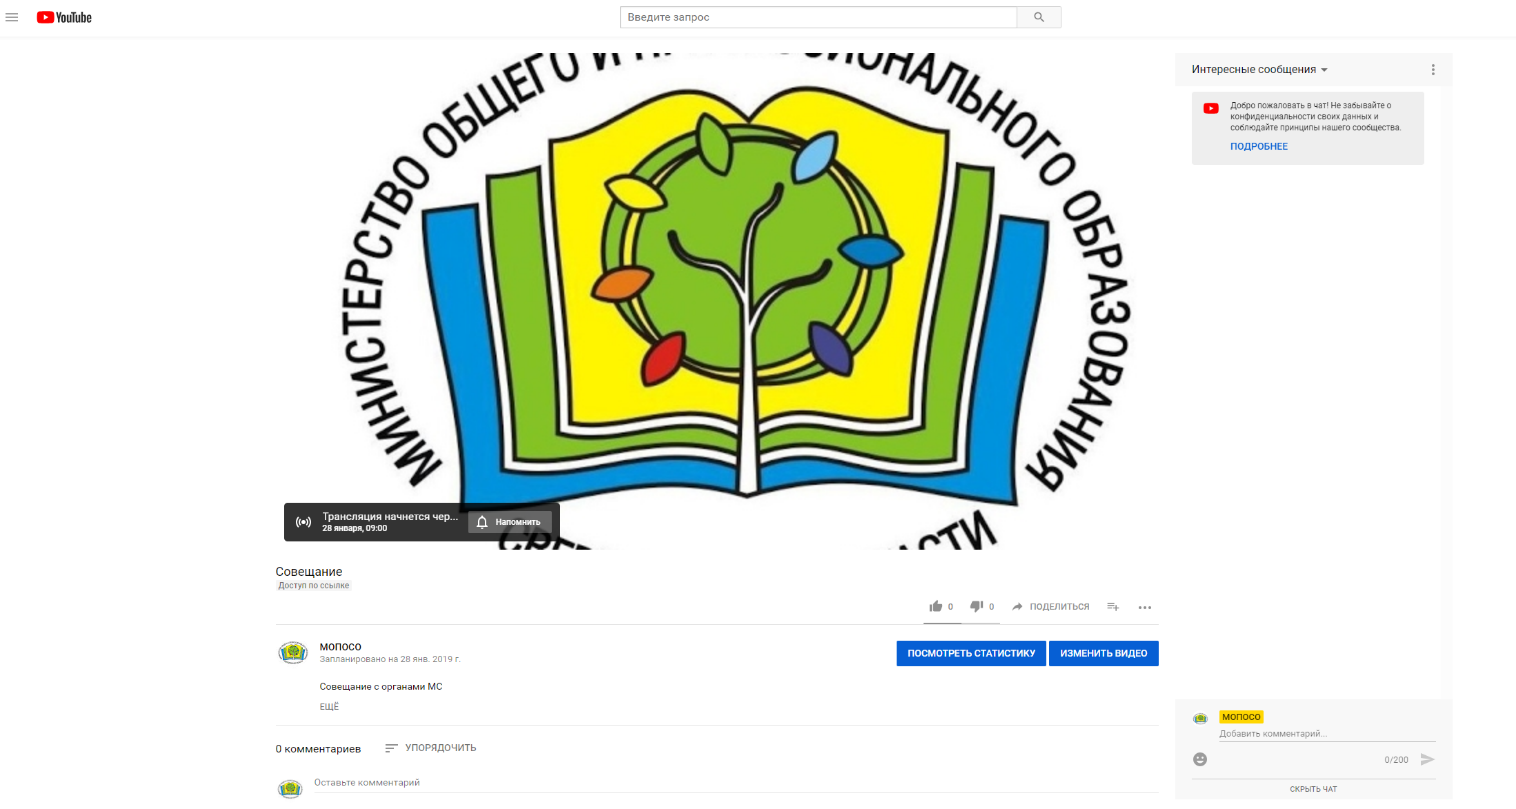 YouTube
Введите запрос
МИНИСТЕРСТВО ОБЩЕГО И ОБРАЗОВАНИЯ
Трансляция начнется чер...
28 января, 09:00
Напомнить
Совещание
Доступ по ссылке
0
0
ПОДЕЛИТЬСЯ
МОПОСО
Запланировано на 28 янв. 2019 г.
ПОСМОТРЕТЬ СТАТИСТИКУ
ИЗМЕНИТЬ ВИДЕО
Совещание с органами МС
ЕЩЁ
0 комментариев
УПОРЯДОЧИТЬ
Оставьте комментарий
Интересные сообщения
Добро пожаловать в чат! Не забывайте о
конфиденциальности своих данных и
соблюдайте принципы нашего сообщества.
ПОДРОБНЕЕ
МОПОСО
Добавить комментарий...
0/200
СКРЫТЬ ЧАТ